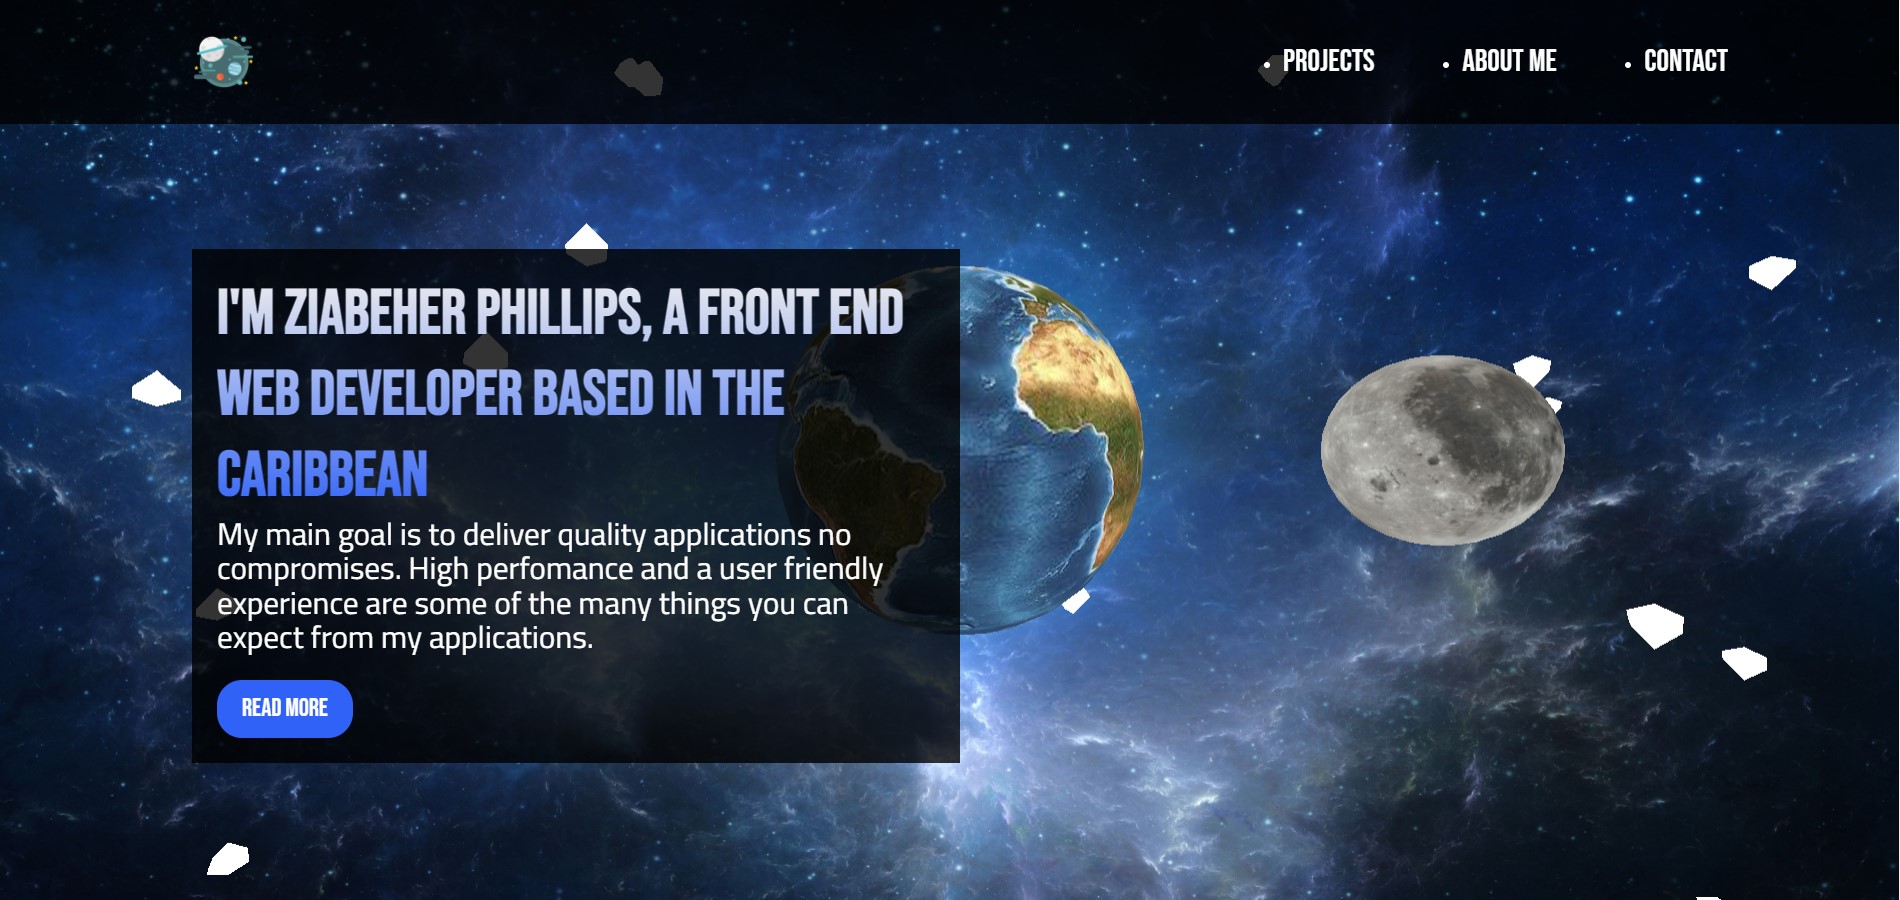 PROJECTS
ABOUT ME
CONTACT
I'M ZIABEHER PHILLIPS, A FRONT END
WEB DEVELOPER BASED IN THE
CARIBBEAN
My main goal is to deliver quality applications no
compromises. High perfomance and a user friendly
experience are some of the many things you can
expect from my applications.
READ MORE